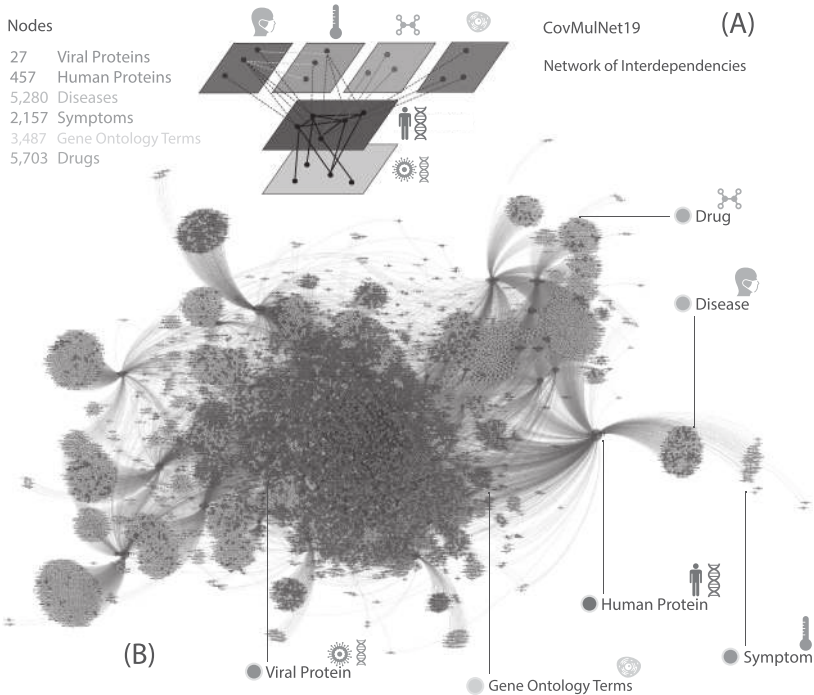 Nodes
27 Viral Proteins
457 Human Proteins
5,280 Diseases
2,157 Symptoms
3,487 Gene Ontology Terms
5,703 Drugs
CovMulNet19
(A)
Network of Interdependencies
Drug
Disease
Human Protein
Symptom
(B)
Viral Protein
Gene Ontology Terms